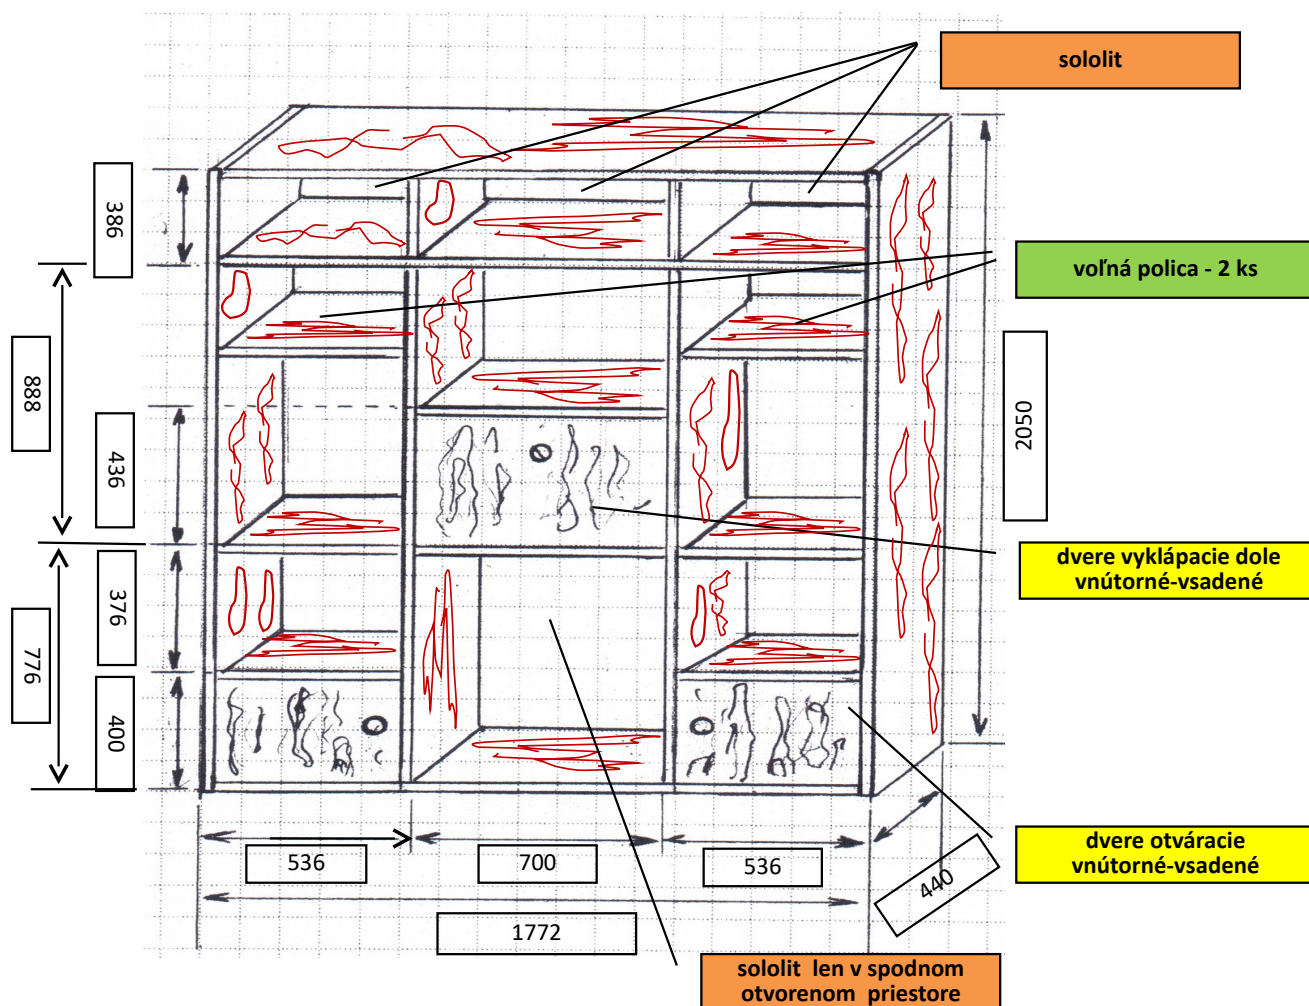 sololit
386
voľná polica - 2 ks
888
2050
436
dvere vyklápacie dole
vnútorné-vsadené
376
776
400
dvere otváracie
vnútorné-vsadené
536
700
536
440
1772
sololit  len v spodnom
otvorenom  priestore